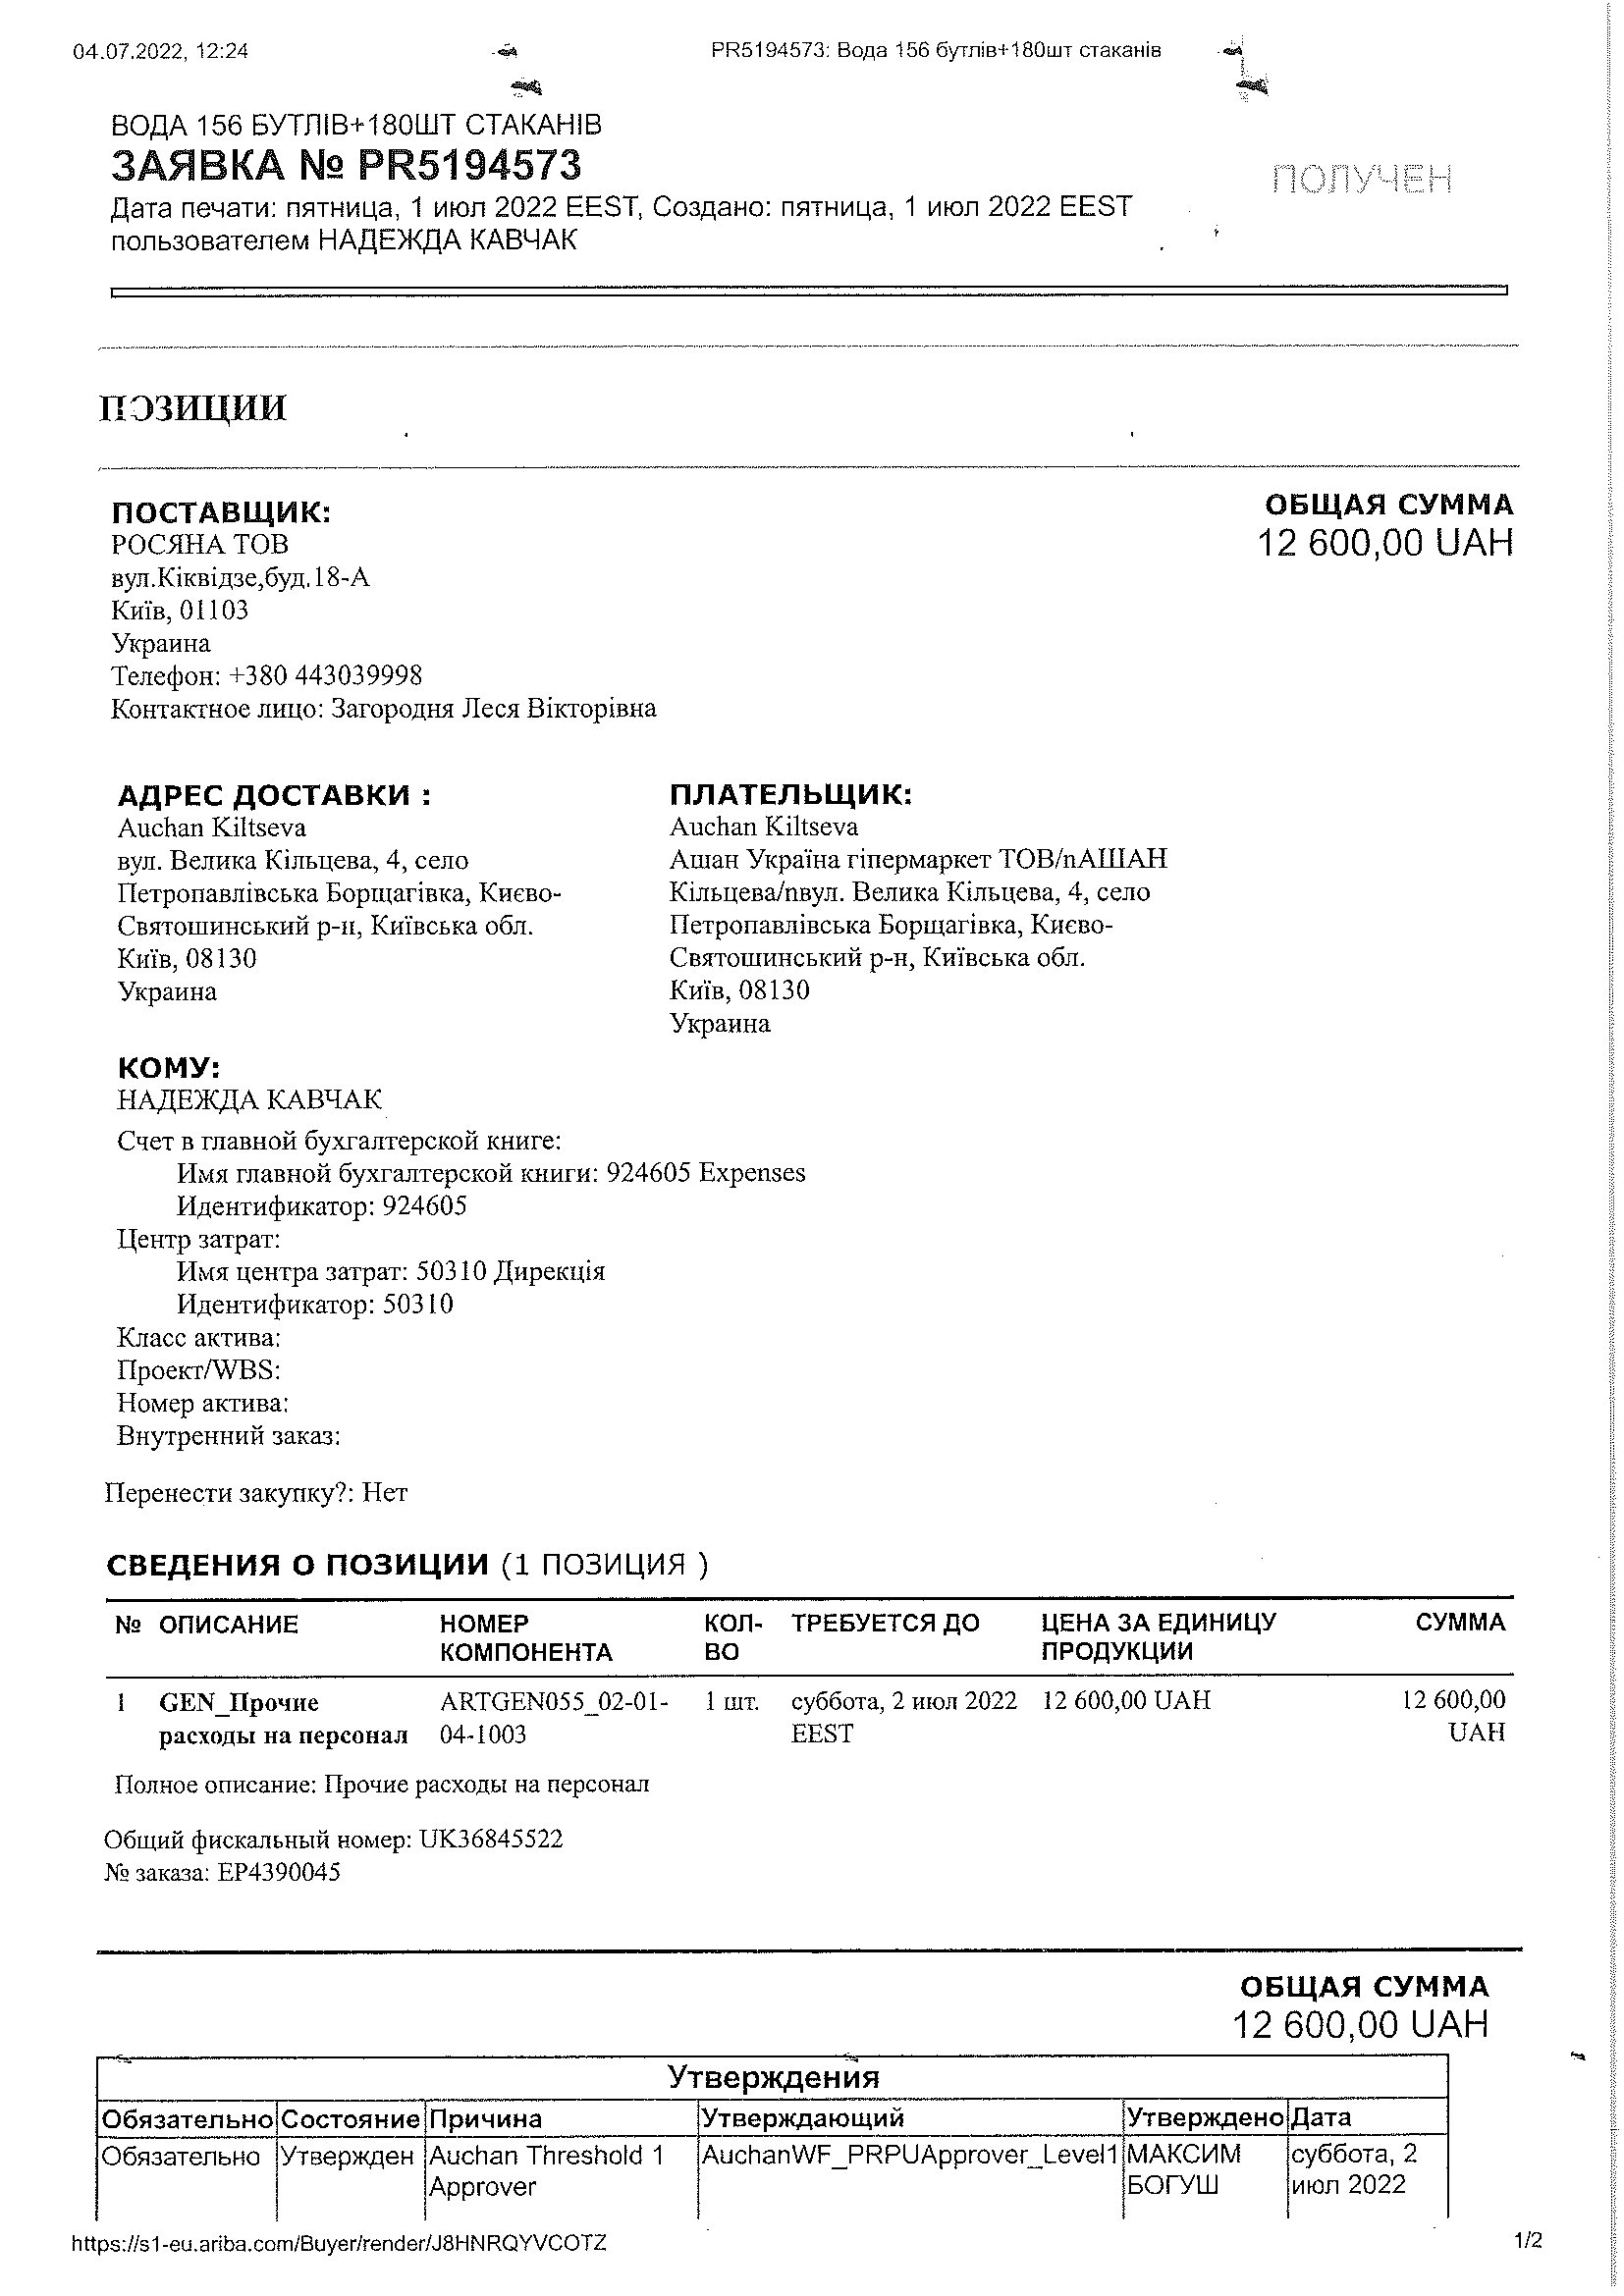 04.07.2022, 12:24
PR5194573: Вода 156 бутлів+180шт стаканів
ВОДА 156 БУТЛІВ+180ШТ СТАКАНІВ
ЗАЯВКА № PR5194573
ПОЛУЧЕН
Дата печати: пятница, 1 июл 2022 EEST, Создано: пятница, 1 июл 2022 EEST
пользователем НАДЕЖДА КАВЧАК
ПОЗИЦИИ
ПОСТАВЩИК:
РОСЯНА ТОВ
вул.Кіквідзе,буд.18-А
Київ, 01103
Украина
Телефон: +380 443039998
Контактное лицо: Загородня Леся Вікторівна
ОБЩАЯ СУММА
12 600,00 UAH
АДРЕС ДОСТАВКИ :
Auchan Kiltseva
вул. Велика Кільцева, 4, село
Петропавлівська Борщагівка, Києво-
Святошинський р-н, Київська обл.
Київ, 08130
Украина
ПЛАТЕЛЬЩИК:
Auchan Kiltseva
Ашан Україна гіпермаркет ТОВ/nАШАН
Кільцева/nвул. Велика Кільцева, 4, село
Петропавлівська Борщагівка, Києво-
Святошинський р-н, Київська обл.
Київ, 08130
Украина
КОМУ:
НАДЕЖДА КАВЧАК
Счет в главной бухгалтерской книге:
Имя главной бухгалтерской книги: 924605 Expenses
Идентификатор: 924605
Центр затрат:
Имя центра затрат: 50310 Дирекція
Идентификатор: 50310
Класс актива:
Проект/WBS:
Номер актива:
Внутренний заказ:
Перенести закупку?: Нет
СВЕДЕНИЯ О ПОЗИЦИИ (1 ПОЗИЦИЯ )
№ ОПИСАНИЕ НОМЕР КОМПОНЕНТА КОЛ-ВО ТРЕБУЕТСЯ ДО ЦЕНА ЗА ЕДИНИЦУ ПРОДУКЦИИ СУММА
1 GEN_Прочие ARTGEN055_02-01- 1 шт. суббота, 2 июл 2022 12 600,00 UAH 12 600,00
расходы на персонал 04-1003 EEST UAH
Полное описание: Прочие расходы на персонал
Общий фискальный номер: UK36845522
№ заказа: EP4390045
ОБЩАЯ СУММА
12 600,00 UAH
Утверждения
Обязательно Состояние Причина Утверждающий Утверждено Дата
Обязательно Утвержден Auchan Threshold 1 AuchanWF_PRPUApprover_Level1 МАКСИМ суббота, 2
Approver БОГУШ июл 2022
https://s1-eu.ariba.com/Buyer/render/J8HNRQYVCOTZ
1/2